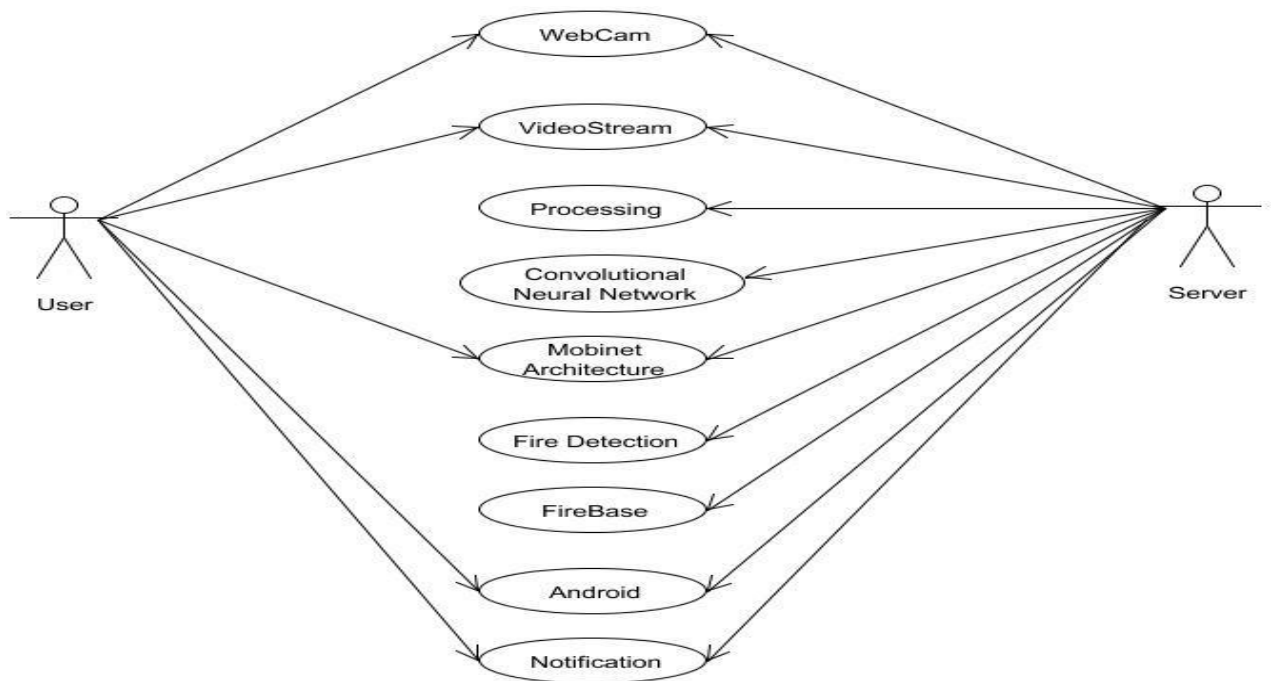 WebCam
VideoStream
Processing
Convolutional
Neural Network
User
Server
Mobinet
Architecture
Fire Detection
FireBase
Android
Notification